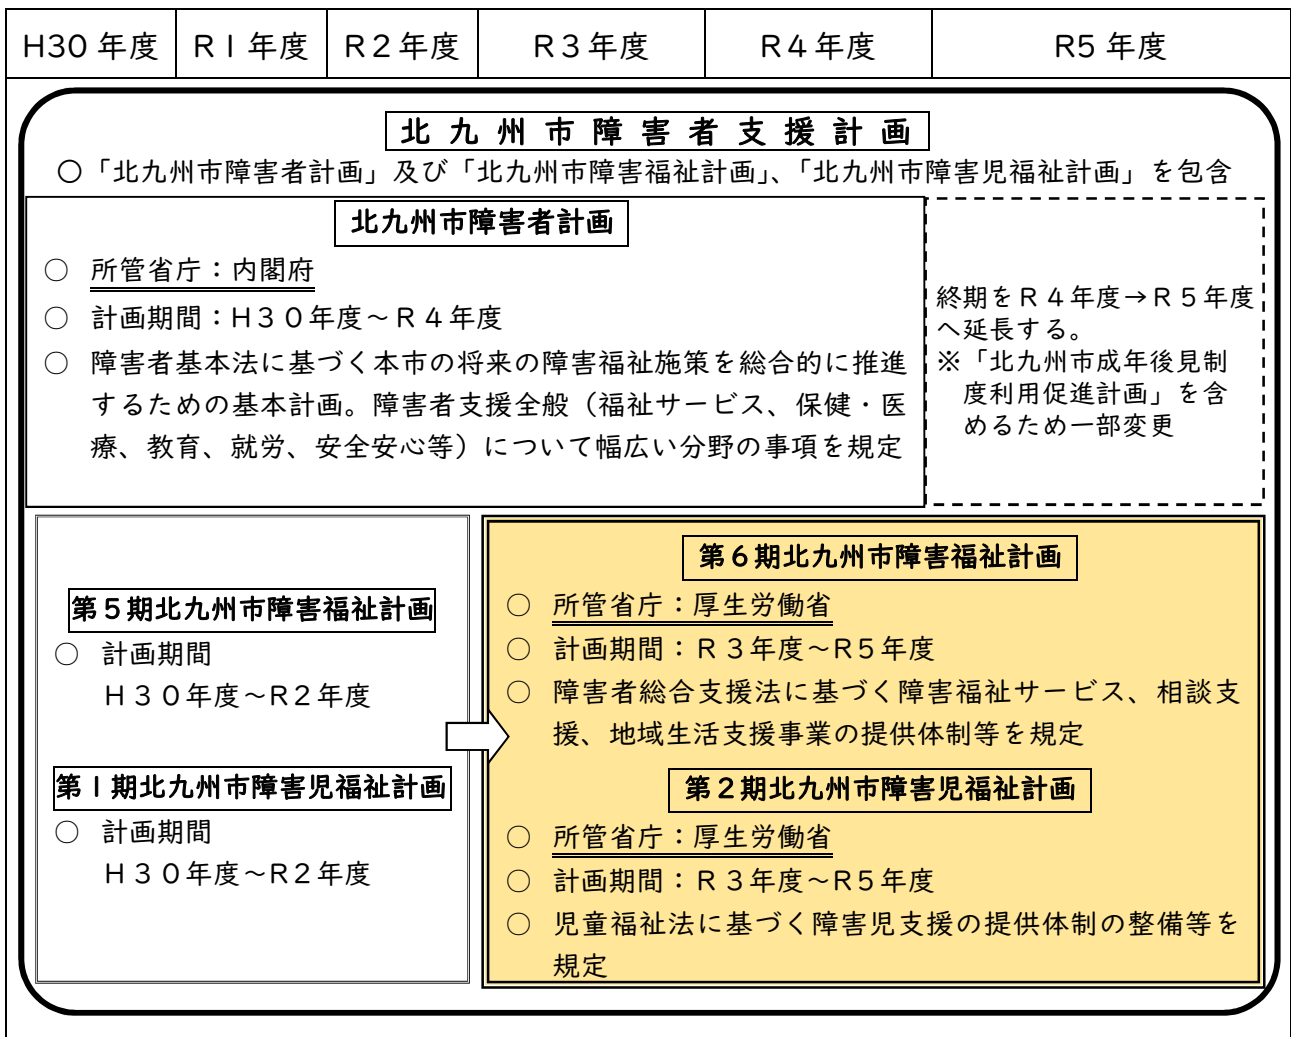 H30年度 R1年度 R2年度 R3年度 R4年度 R5年度
北九州市障害者支援計画
〇「北九州市障害者計画」及び「北九州市障害福祉計画」、「北九州市障害児福祉計画」を包含
北九州市障害者計画
○ 所管省庁：内閣府
○ 計画期間：H30年度～R4年度
○ 障害者基本法に基づく本市の将来の障害福祉施策を総合的に推進
するための基本計画。障害者支援全般（福祉サービス、保健・医
療、教育、就労、安全安心等）について幅広い分野の事項を規定
終期をR4年度→R5年度
へ延長する。
※「北九州市成年後見制
度利用促進計画」を含
めるため一部変更
第5期北九州市障害福祉計画
○ 計画期間
H30年度～R2年度
第1期北九州市障害児福祉計画
○ 計画期間
H30年度～R2年度
第6期北九州市障害福祉計画
○ 所管省庁：厚生労働省
○ 計画期間：R3年度～R5年度
○ 障害者総合支援法に基づく障害福祉サービス、相談支
援、地域生活支援事業の提供体制等を規定
第2期北九州市障害児福祉計画
○ 所管省庁：厚生労働省
○ 計画期間：R3年度～R5年度
○ 児童福祉法に基づく障害児支援の提供体制の整備等を
規定